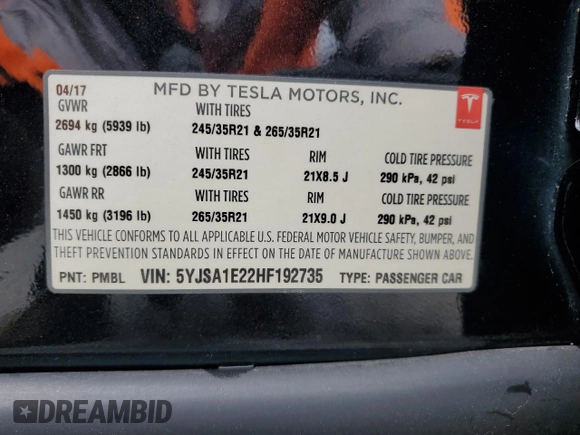 04/17 MFD BY TESLA MOTORS, INC.
GVWR WITH TIRES
2694 kg (5939 lb) 245/35R21 & 265/35R21
TESLA
GAWR FRT WITH TIRES RIM COLD TIRE PRESSURE
1300 kg (2866 lb) 245/35R21 21X8.5 J 290 kPa, 42 psi
GAWR RR WITH TIRES RIM COLD TIRE PRESSURE
1450 kg (3196 lb) 265/35R21 21X9.0 J 290 kPa, 42 psi
THIS VEHICLE CONFORMS TO ALL APPLICABLE U.S. FEDERAL MOTOR VEHICLE SAFETY, BUMPER, AND
THEFT PREVENTION STANDARDS IN EFFECT ON THE DATE OF MANUFACTURE SHOWN ABOVE.
PNT: PMBL VIN: 5YJSA1E22HF192735 TYPE: PASSENGER CAR
DREAMBID